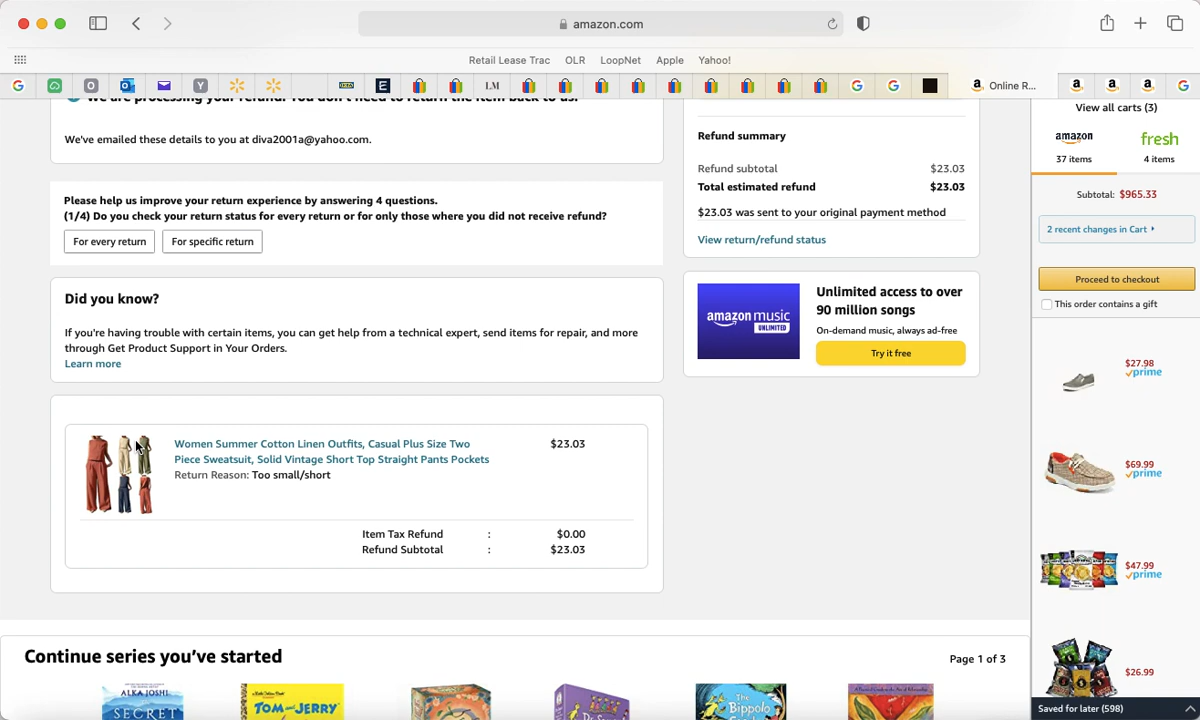 amazon.com
Retail Lease Trac OLR LoopNet Apple Yahoo!
Online R...
We are processing your refund. You don't need to return the item back to us.
We've emailed these details to you at diva2001a@yahoo.com.
Please help us improve your return experience by answering 4 questions.
(1/4) Do you check your return status for every return or for only those where you did not receive refund?
For every return For specific return
Did you know?
If you're having trouble with certain items, you can get help from a technical expert, send items for repair, and more
through Get Product Support in Your Orders.
Learn more
Women Summer Cotton Linen Outfits, Casual Plus Size Two $23.03
Piece Sweatsuit, Solid Vintage Short Top Straight Pants Pockets
Return Reason: Too small/short
Item Tax Refund : $0.00
Refund Subtotal : $23.03
Refund summary
Refund subtotal $23.03
Total estimated refund $23.03
$23.03 was sent to your original payment method
View return/refund status
amazon music
UNLIMITED
Unlimited access to over
90 million songs
On-demand music, always ad-free
Try it free
View all carts (3)
amazon fresh
37 items 4 items
Subtotal: $965.33
2 recent changes in Cart
Proceed to checkout
This order contains a gift
$27.98
prime
$69.99
prime
$47.99
prime
$26.99
Saved for later (598)
Continue series you've started
Page 1 of 3
ALKA JOSHI
SECRET
TOM and JERRY
The
Bippolo